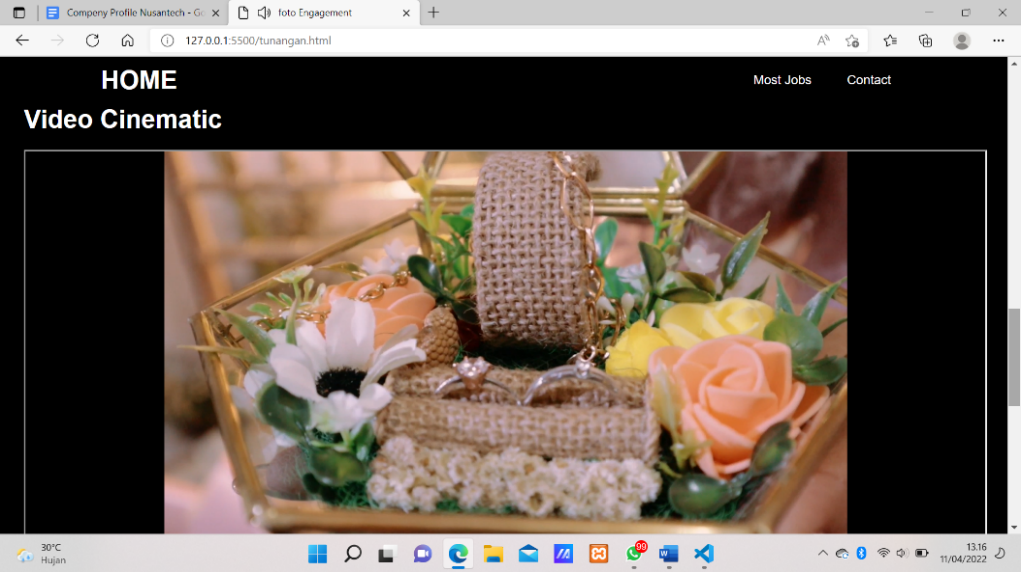 Compeny Profile Nusantech - G
foto Engagement
127.0.0.1:5500/tunangan.html
HOME
Most Jobs
Contact
Video Cinematic
30°C
Hujan
99
13.16
11/04/2022